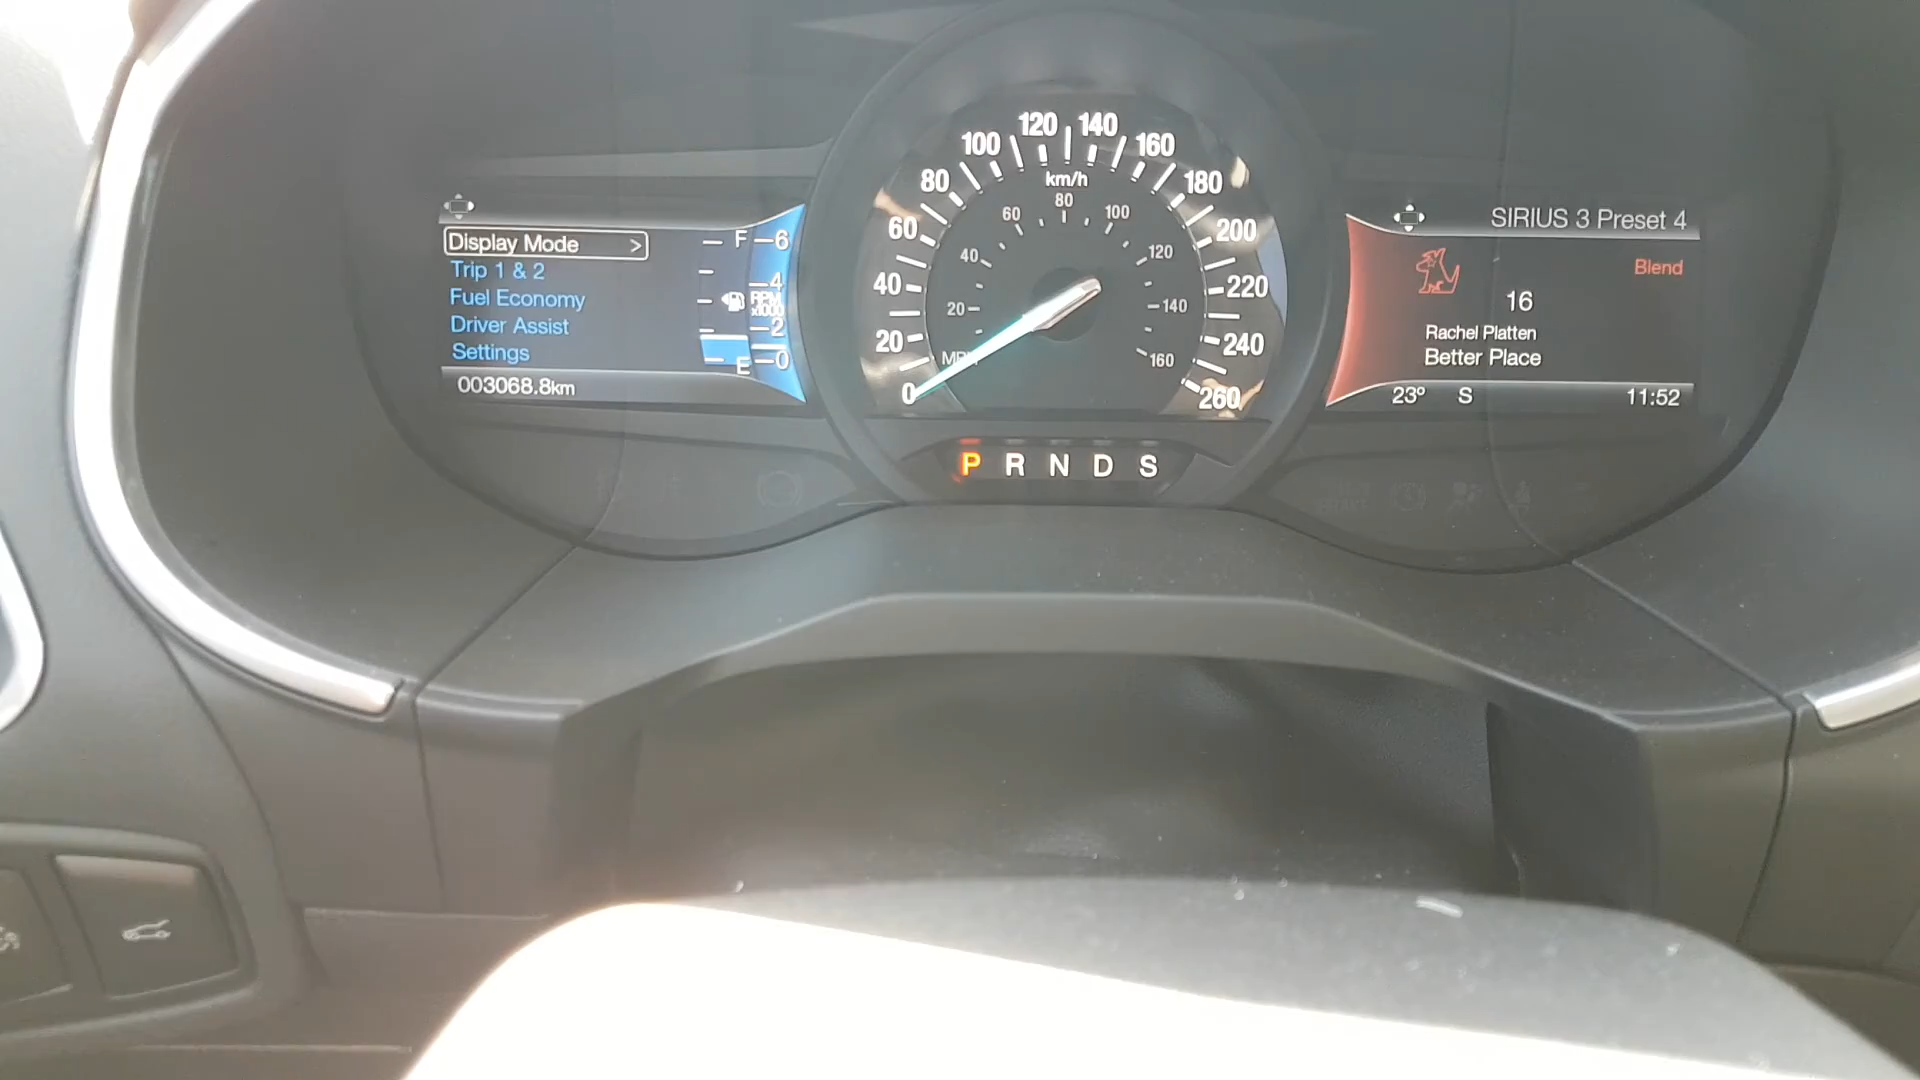 Display Mode >
Trip 1 & 2
Fuel Economy
Driver Assist
Settings
003068.8km
F
E
6
4
RPM
x1000
2
0
0
20
40
60
80
100
120
140
160
180
200
220
240
260
km/h
20
40
60
80
100
120
140
160
P R N D S
SIRIUS 3 Preset 4
Blend
16
Rachel Platten
Better Place
23° S 11:52